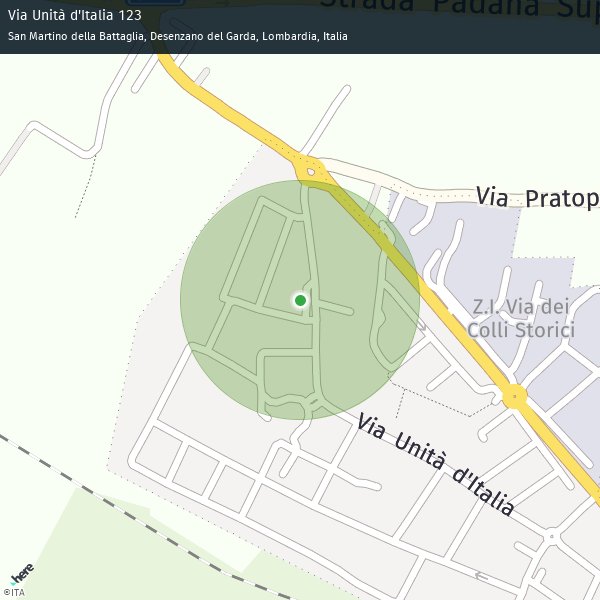 Via Unità d'Italia 123
San Martino della Battaglia, Desenzano del Garda, Lombardia, Italia
Strada Padana Sup
Via Pratop
Z.I. Via dei
Colli Storici
Via Unità d'Italia
here
©ITA